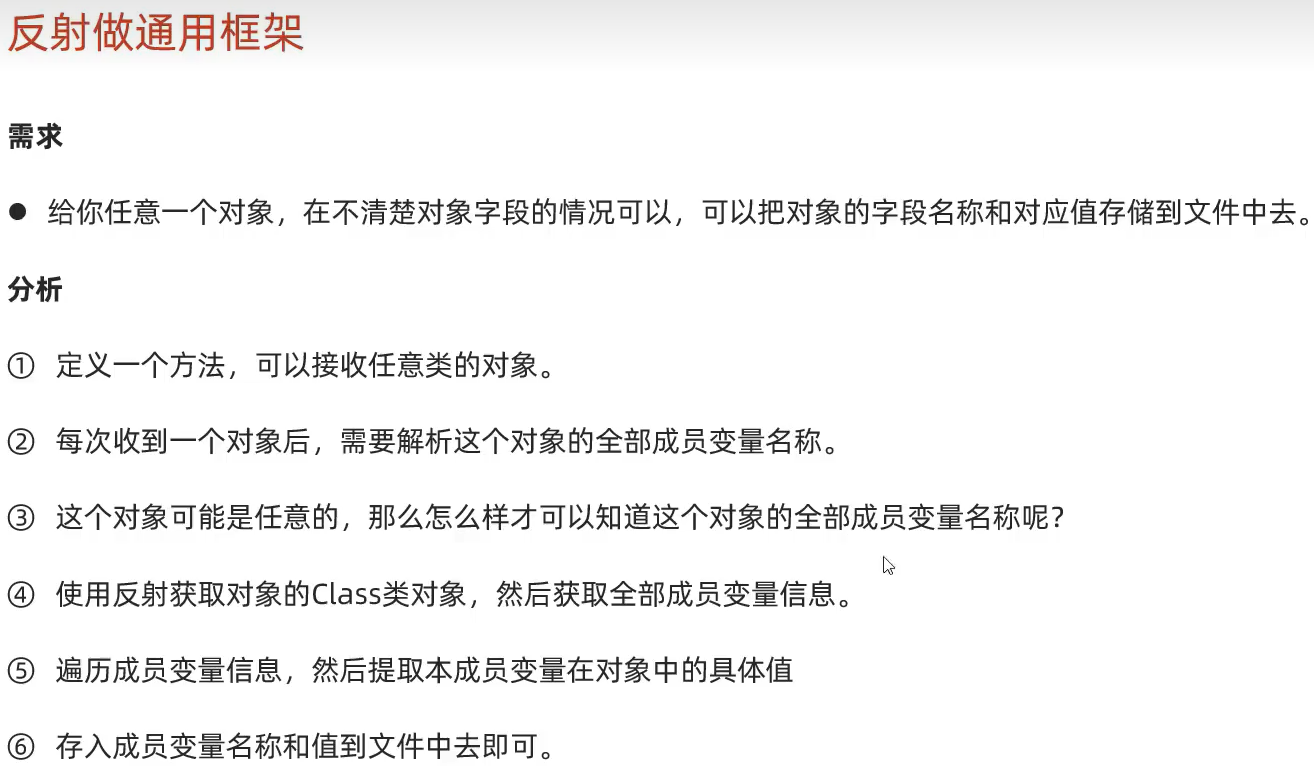 反射做通用框架
需求
● 给你任意一个对象，在不清楚对象字段的情况可以，可以把对象的字段名称和对应值存储到文件中去。
分析
① 定义一个方法，可以接收任意类的对象。
② 每次收到一个对象后，需要解析这个对象的全部成员变量名称。
③ 这个对象可能是任意的，那么怎么样才可以知道这个对象的全部成员变量名称呢？
④ 使用反射获取对象的Class类对象，然后获取全部成员变量信息。
⑤ 遍历成员变量信息，然后提取本成员变量在对象中的具体值
⑥ 存入成员变量名称和值到文件中去即可。